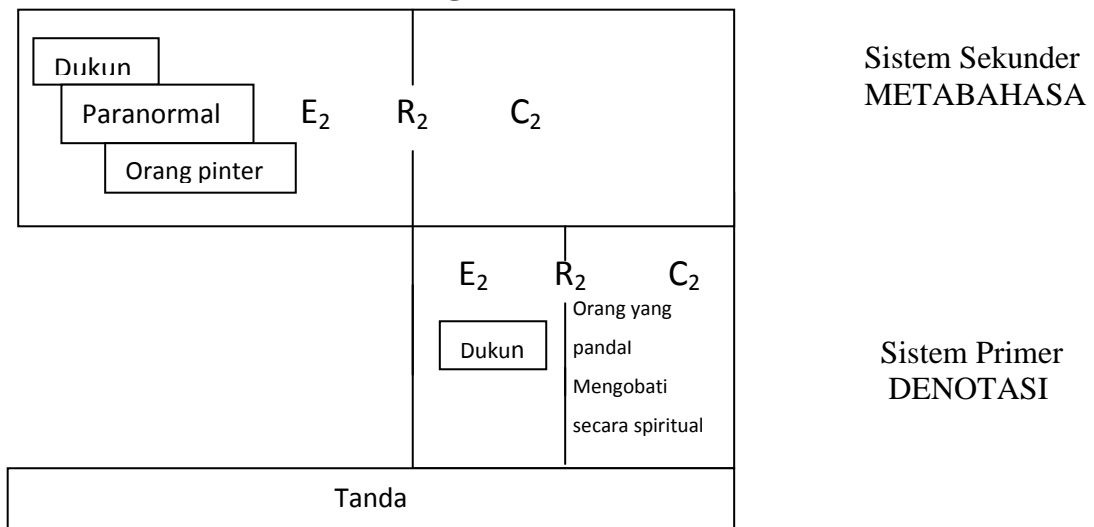 Dukun
Paranormal
Orang pinter
E₂ R₂ C₂
Sistem Sekunder
METABAHASA
E₂ R₂ C₂
Dukun
Orang yang
pandal
Mengobati
secara spiritual
Sistem Primer
DENOTASI
Tanda